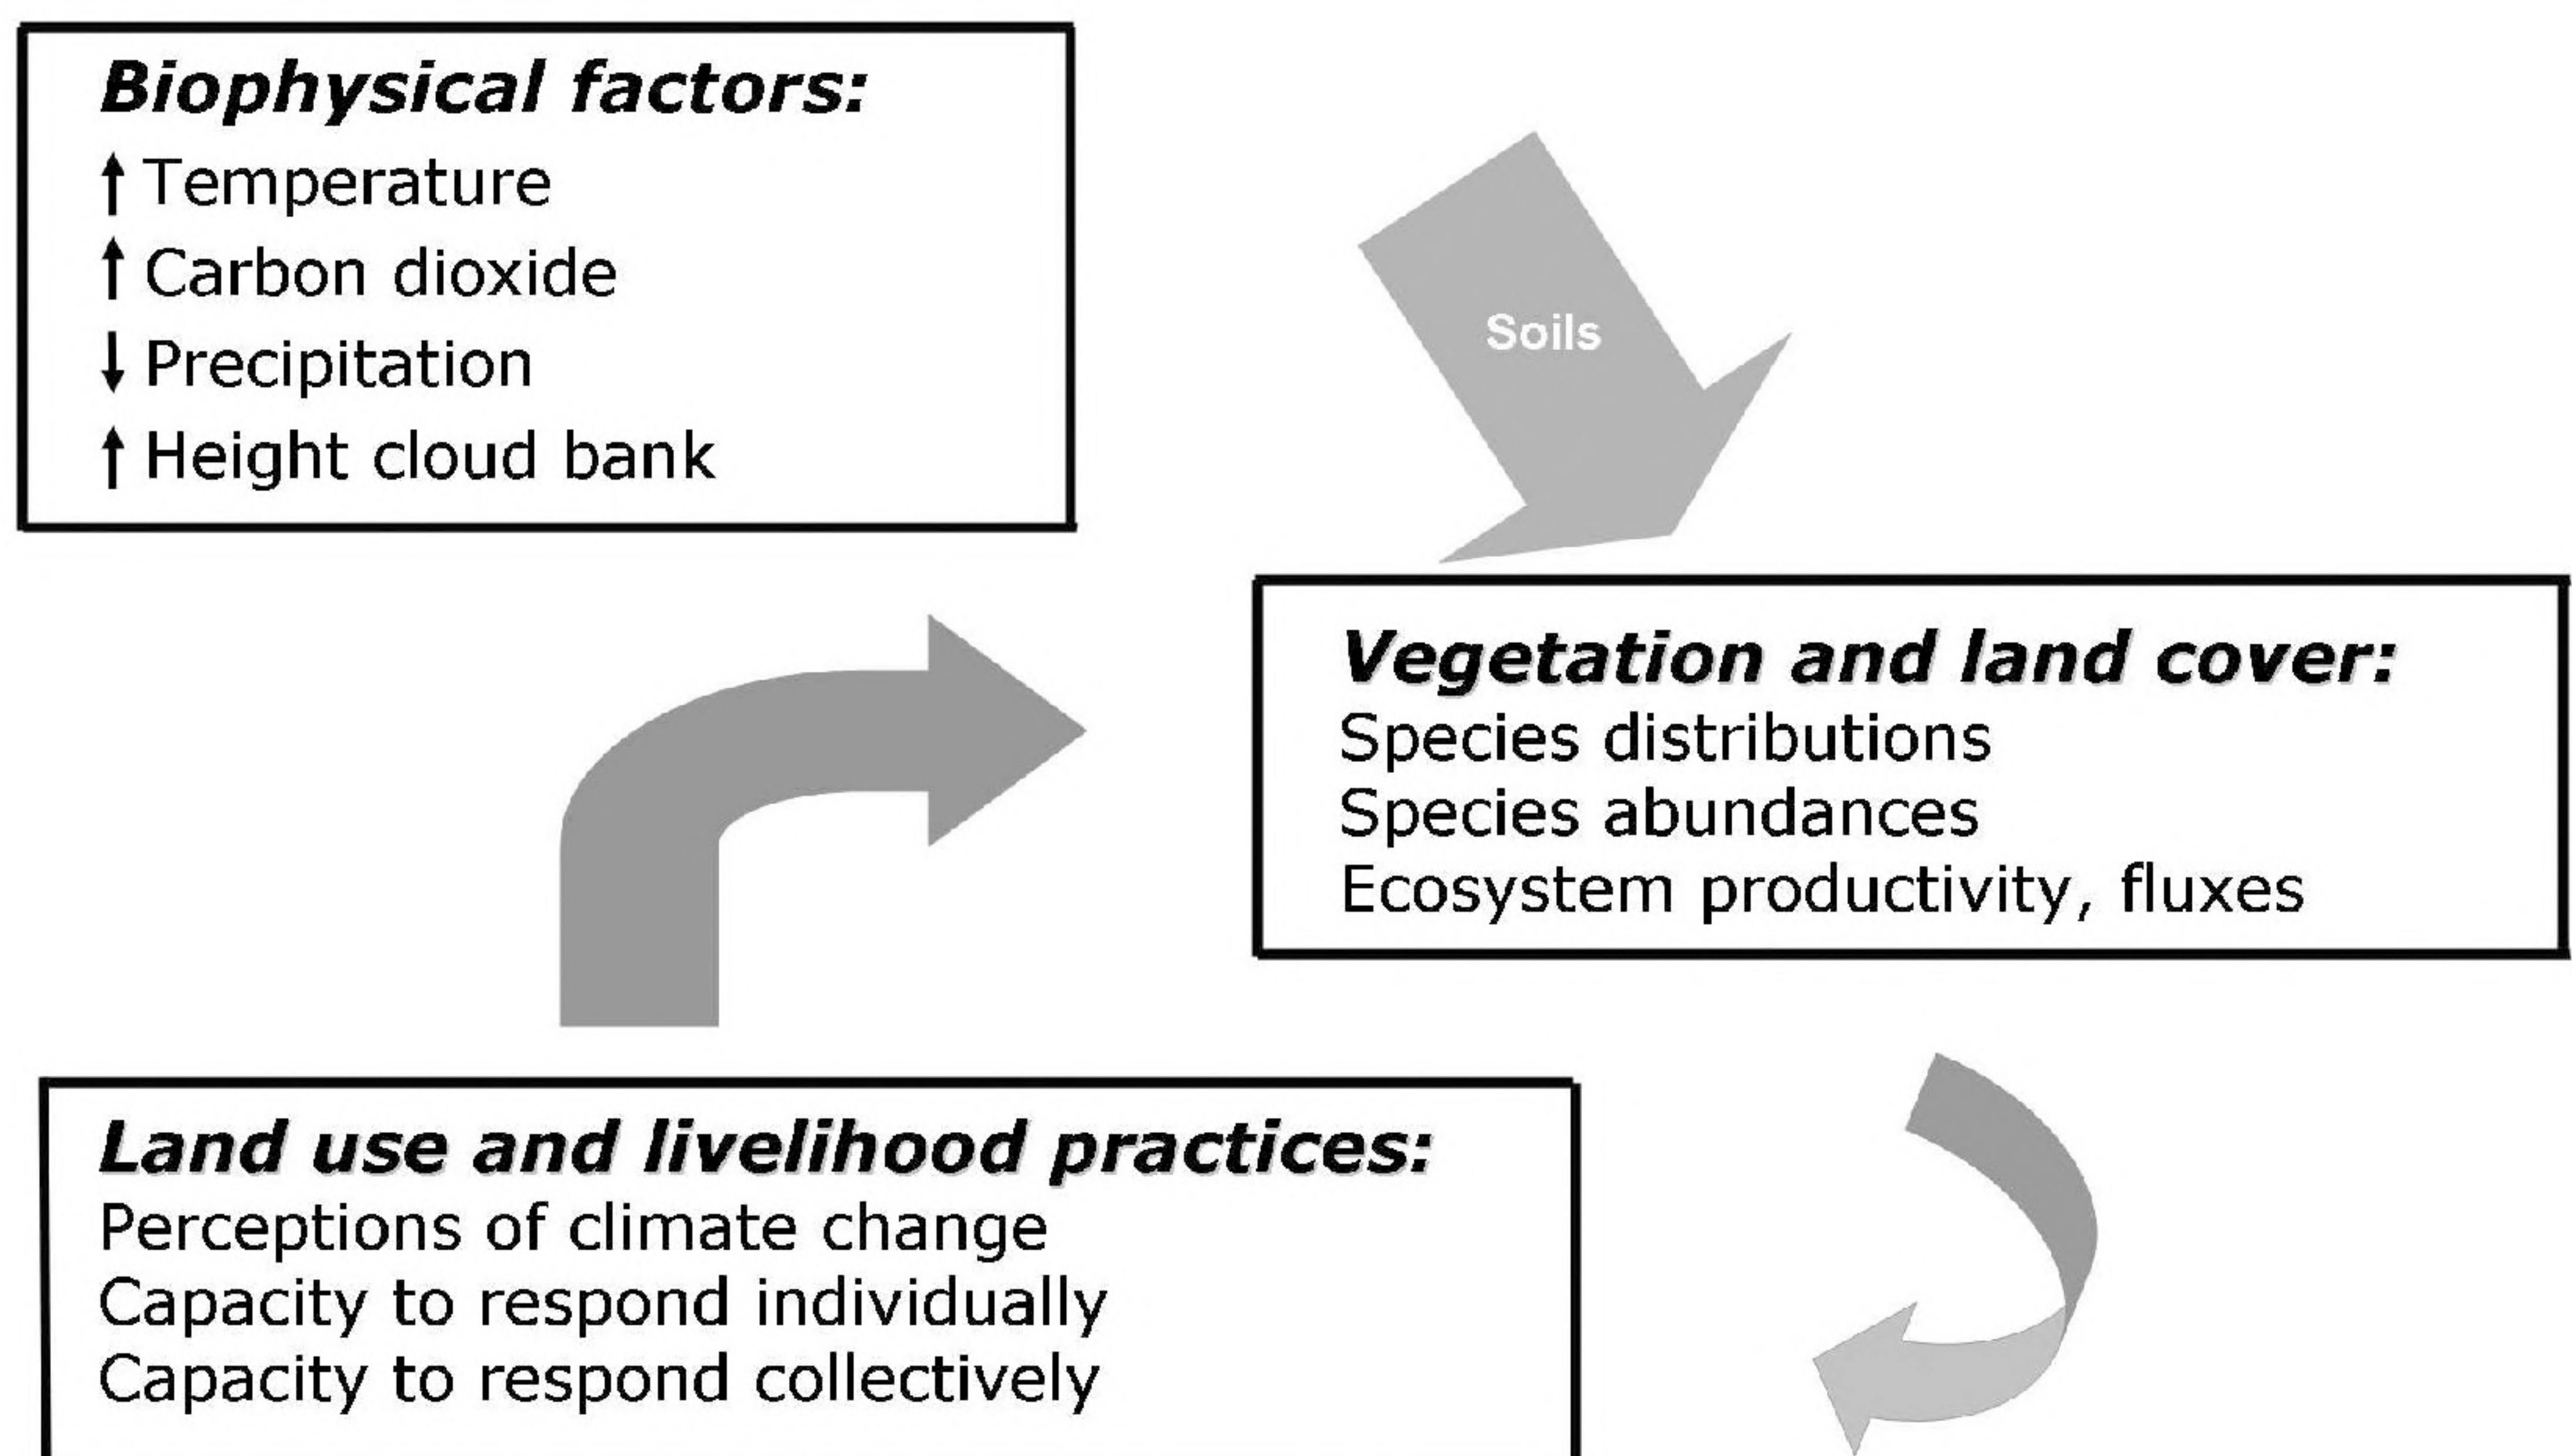 Biophysical factors:
↑ Temperature
↑ Carbon dioxide
↓ Precipitation
↑ Height cloud bank
Soils
Vegetation and land cover:
Species distributions
Species abundances
Ecosystem productivity, fluxes
Land use and livelihood practices:
Perceptions of climate change
Capacity to respond individually
Capacity to respond collectively